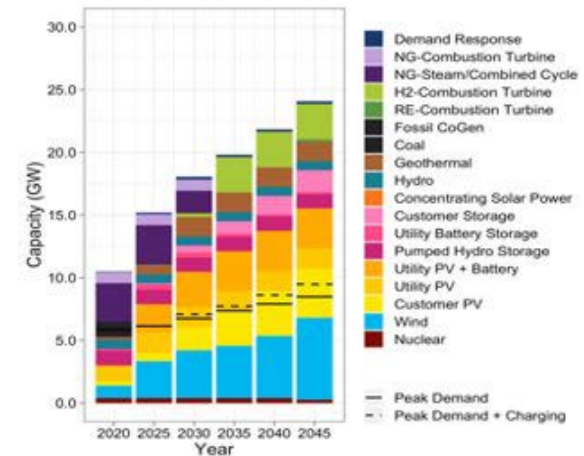 30.0
25.0
20.0
15.0
10.0
5.0
0.0
Capacity (GW)
2020 2025 2030 2035 2040 2045
Year
Demand Response
NG-Combustion Turbine
NG-Steam/Combined Cycle
H2-Combustion Turbine
RE-Combustion Turbine
Fossil CoGen
Coal
Geothermal
Hydro
Concentrating Solar Power
Customer Storage
Utility Battery Storage
Pumped Hydro Storage
Utility PV + Battery
Utility PV
Customer PV
Wind
Nuclear
Peak Demand
Peak Demand + Charging